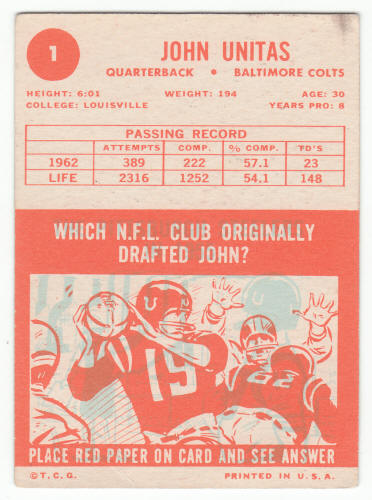 1
JOHN UNITAS
QUARTERBACK • BALTIMORE COLTS
HEIGHT: 6:01 WEIGHT: 194 AGE: 30
COLLEGE: LOUISVILLE YEARS PRO: 8
PASSING RECORD
ATTEMPTS COMP. % COMP. TD'S
1962 389 222 57.1 23
LIFE 2316 1252 54.1 148
WHICH N.F.L. CLUB ORIGINALLY
DRAFTED JOHN?
U
19
82
PLACE RED PAPER ON CARD AND SEE ANSWER
© T.C.G. PRINTED IN U.S.A.